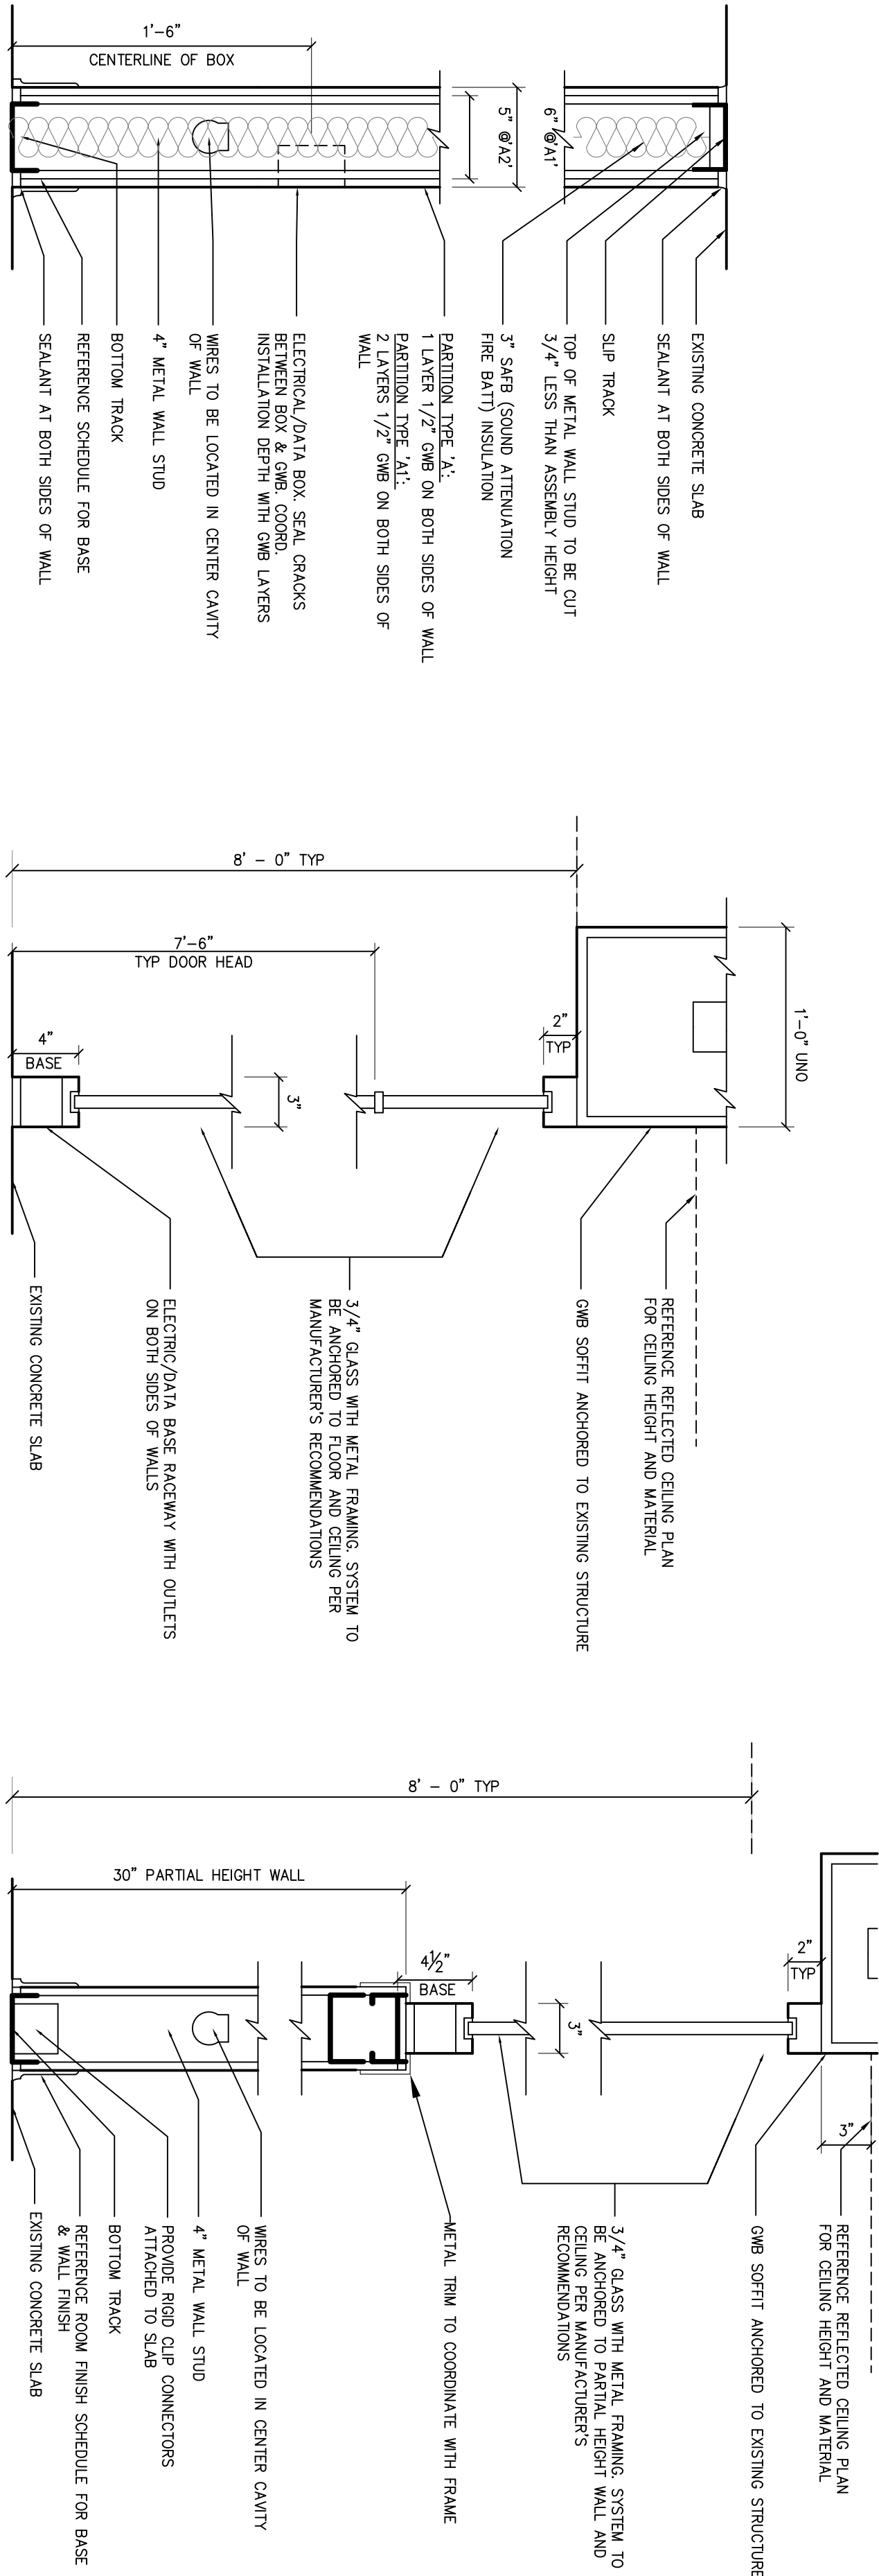 1'-6"
CENTERLINE OF BOX
5" @'A2'
6" @'A1'
EXISTING CONCRETE SLAB
SEALANT AT BOTH SIDES OF WALL
SLIP TRACK
TOP OF METAL WALL STUD TO BE CUT
3/4" LESS THAN ASSEMBLY HEIGHT
3" SAFB (SOUND ATTENUATION
FIRE BATT) INSULATION
PARTITION TYPE 'A':
1 LAYER 1/2" GWB ON BOTH SIDES OF WALL
PARTITION TYPE 'A1':
2 LAYERS 1/2" GWB ON BOTH SIDES OF
WALL
ELECTRICAL/DATA BOX. SEAL CRACKS
BETWEEN BOX & GWB. COORD.
INSTALLATION DEPTH WITH GWB LAYERS
WIRES TO BE LOCATED IN CENTER CAVITY
OF WALL
4" METAL WALL STUD
BOTTOM TRACK
REFERENCE SCHEDULE FOR BASE
SEALANT AT BOTH SIDES OF WALL
8' - 0" TYP
7'-6"
TYP DOOR HEAD
4"
BASE
3"
2"
TYP
1'-0" UNO
REFERENCE REFLECTED CEILING PLAN
FOR CEILING HEIGHT AND MATERIAL
GWB SOFFIT ANCHORED TO EXISTING STRUCTURE
3/4" GLASS WITH METAL FRAMING. SYSTEM TO
BE ANCHORED TO FLOOR AND CEILING PER
MANUFACTURER'S RECOMMENDATIONS
ELECTRIC/DATA BASE RACEWAY WITH OUTLETS
ON BOTH SIDES OF WALLS
EXISTING CONCRETE SLAB
8' - 0" TYP
30" PARTIAL HEIGHT WALL
4½"
BASE
3"
2"
TYP
3"
REFERENCE REFLECTED CEILING PLAN
FOR CEILING HEIGHT AND MATERIAL
GWB SOFFIT ANCHORED TO EXISTING STRUCTURE
3/4" GLASS WITH METAL FRAMING. SYSTEM TO
BE ANCHORED TO PARTIAL HEIGHT WALL AND
CEILING PER MANUFACTURER'S
RECOMMENDATIONS
METAL TRIM TO COORDINATE WITH FRAME
WIRES TO BE LOCATED IN CENTER CAVITY
OF WALL
4" METAL WALL STUD
PROVIDE RIGID CLIP CONNECTORS
ATTACHED TO SLAB
BOTTOM TRACK
REFERENCE ROOM FINISH SCHEDULE FOR BASE
& WALL FINISH
EXISTING CONCRETE SLAB